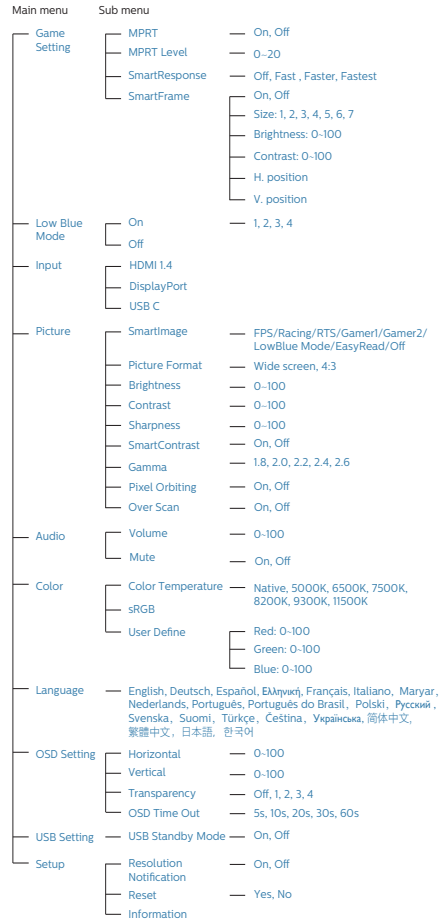 Main menu Sub menu
Game Setting MPRT On, Off
MPRT Level 0~20
SmartResponse Off, Fast , Faster, Fastest
SmartFrame On, Off
Size: 1, 2, 3, 4, 5, 6, 7
Brightness: 0~100
Contrast: 0~100
H. position
V. position
Low Blue Mode On 1, 2, 3, 4
Off
Input HDMI 1.4
DisplayPort
USB C
Picture SmartImage FPS/Racing/RTS/Gamer1/Gamer2/
LowBlue Mode/EasyRead/Off
Picture Format Wide screen, 4:3
Brightness 0~100
Contrast 0~100
Sharpness 0~100
SmartContrast On, Off
Gamma 1.8, 2.0, 2.2, 2.4, 2.6
Pixel Orbiting On, Off
Over Scan On, Off
Audio Volume 0~100
Mute On, Off
Color Color Temperature Native, 5000K, 6500K, 7500K,
8200K, 9300K, 11500K
sRGB
User Define Red: 0~100
Green: 0~100
Blue: 0~100
Language English, Deutsch, Español, Ελληνική, Français, Italiano, Maryar,
Nederlands, Português, Português do Brasil, Polski, Русский ,
Svenska, Suomi, Türkçe, Čeština, Українська, 简体中文,
繁體中文, 日本語, 한국어
OSD Setting Horizontal 0~100
Vertical 0~100
Transparency Off, 1, 2, 3, 4
OSD Time Out 5s, 10s, 20s, 30s, 60s
USB Setting USB Standby Mode On, Off
Setup Resolution Notification On, Off
Reset Yes, No
Information